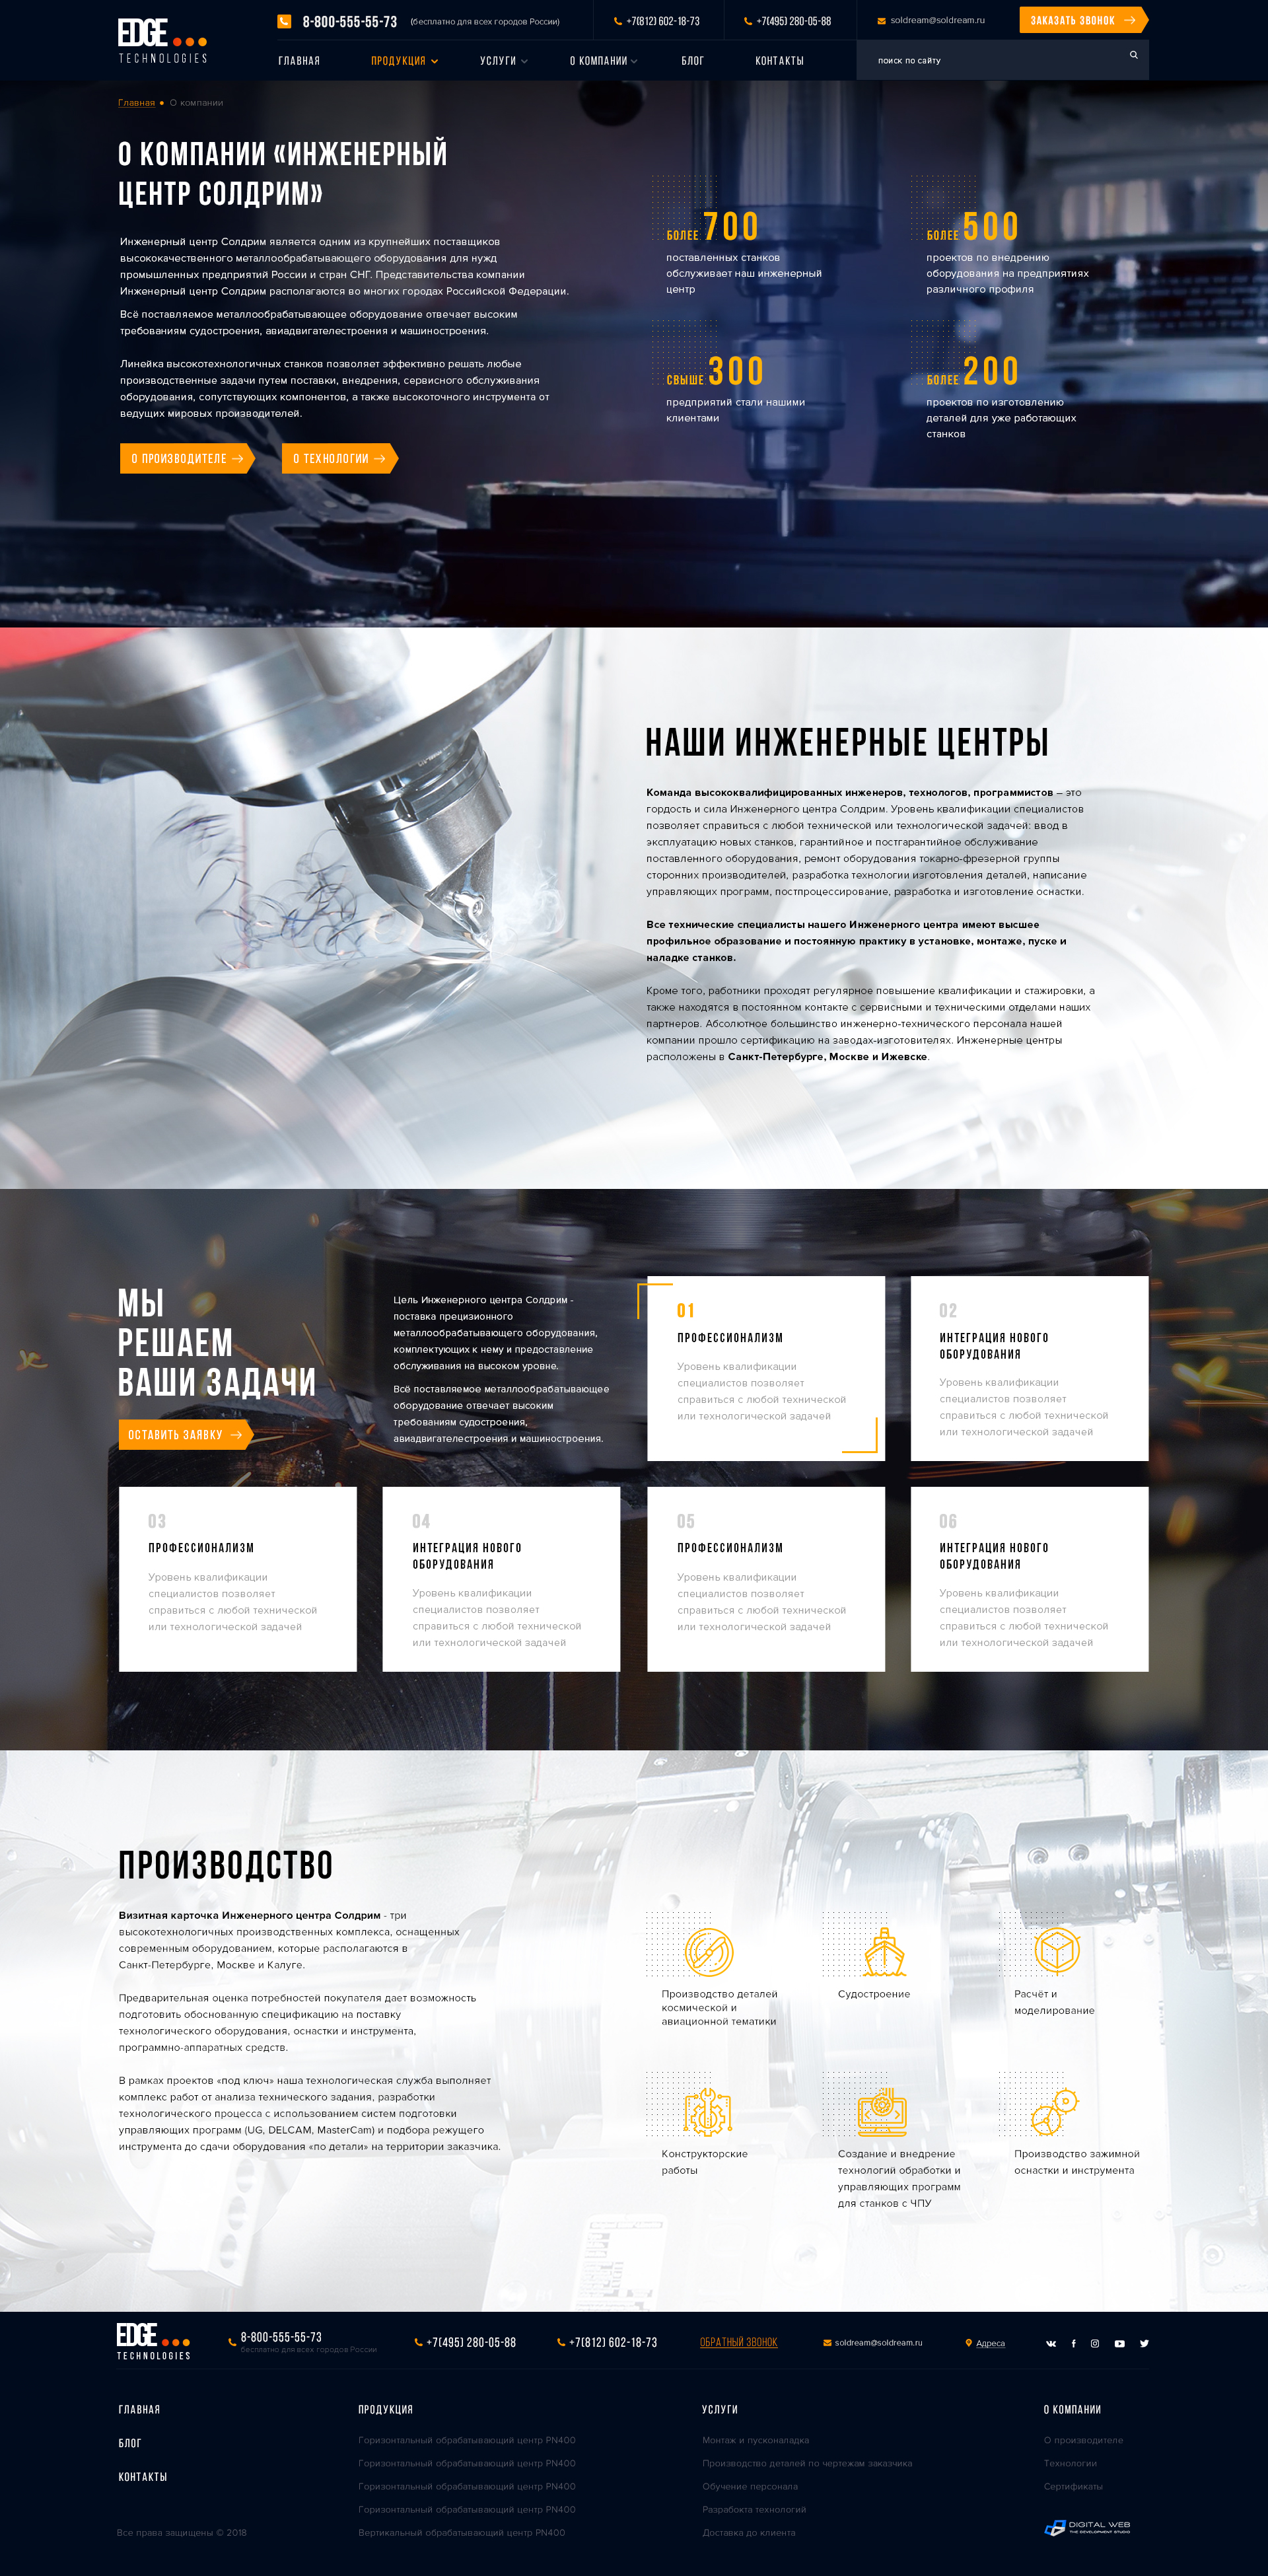 EDGE
TECHNOLOGIES
8-800-555-55-73
(бесплатно для всех городов России)
+7(812) 602-18-73
+7(495) 280-05-88
soldream@soldream.ru
ЗАКАЗАТЬ ЗВОНОК
ГЛАВНАЯ
ПРОДУКЦИЯ
УСЛУГИ
О КОМПАНИИ
БЛОГ
КОНТАКТЫ
поиск по сайту
Главная
О компании
О КОМПАНИИ «ИНЖЕНЕРНЫЙ
ЦЕНТР СОЛДРИМ»
Инженерный центр Солдрим является одним из крупнейших поставщиков
высококачественного металлообрабатывающего оборудования для нужд
промышленных предприятий России и стран СНГ. Представительства компании
Инженерный центр Солдрим располагаются во многих городах Российской Федерации.
Всё поставляемое металлообрабатывающее оборудование отвечает высоким
требованиям судостроения, авиадвигателестроения и машиностроения.
Линейка высокотехнологичных станков позволяет эффективно решать любые
производственные задачи путем поставки, внедрения, сервисного обслуживания
оборудования, сопутствующих компонентов, а также высокоточного инструмента от
ведущих мировых производителей.
О ПРОИЗВОДИТЕЛЕ
О ТЕХНОЛОГИИ
БОЛЕЕ 700
поставленных станков
обслуживает наш инженерный
центр
БОЛЕЕ 500
проектов по внедрению
оборудования на предприятиях
различного профиля
СВЫШЕ 300
предприятий стали нашими
клиентами
БОЛЕЕ 200
проектов по изготовлению
деталей для уже работающих
станков
НАШИ ИНЖЕНЕРНЫЕ ЦЕНТРЫ
Команда высококвалифицированных инженеров, технологов, программистов – это
гордость и сила Инженерного центра Солдрим. Уровень квалификации специалистов
позволяет справиться с любой технической или технологической задачей: ввод в
эксплуатацию новых станков, гарантийное и постгарантийное обслуживание
поставленного оборудования, ремонт оборудования токарно-фрезерной группы
сторонних производителей, разработка технологии изготовления деталей, написание
управляющих программ, постпроцессирование, разработка и изготовление оснастки.
Все технические специалисты нашего Инженерного центра имеют высшее
профильное образование и постоянную практику в установке, монтаже, пуске и
наладке станков.
Кроме того, работники проходят регулярное повышение квалификации и стажировки, а
также находятся в постоянном контакте с сервисными и техническими отделами наших
партнеров. Абсолютное большинство инженерно-технического персонала нашей
компании прошло сертификацию на заводах-изготовителях. Инженерные центры
расположены в Санкт-Петербурге, Москве и Ижевске.
МЫ
РЕШАЕМ
ВАШИ ЗАДАЧИ
ОСТАВИТЬ ЗАЯВКУ
Цель Инженерного центра Солдрим -
поставка прецизионного
металлообрабатывающего оборудования,
комплектующих к нему и предоставление
обслуживания на высоком уровне.
Всё поставляемое металлообрабатывающее
оборудование отвечает высоким
требованиям судостроения,
авиадвигателестроения и машиностроения.
01
ПРОФЕССИОНАЛИЗМ
Уровень квалификации
специалистов позволяет
справиться с любой технической
или технологической задачей
02
ИНТЕГРАЦИЯ НОВОГО
ОБОРУДОВАНИЯ
Уровень квалификации
специалистов позволяет
справиться с любой технической
или технологической задачей
03
ПРОФЕССИОНАЛИЗМ
Уровень квалификации
специалистов позволяет
справиться с любой технической
или технологической задачей
04
ИНТЕГРАЦИЯ НОВОГО
ОБОРУДОВАНИЯ
Уровень квалификации
специалистов позволяет
справиться с любой технической
или технологической задачей
05
ПРОФЕССИОНАЛИЗМ
Уровень квалификации
специалистов позволяет
справиться с любой технической
или технологической задачей
06
ИНТЕГРАЦИЯ НОВОГО
ОБОРУДОВАНИЯ
Уровень квалификации
специалистов позволяет
справиться с любой технической
или технологической задачей
ПРОИЗВОДСТВО
Визитная карточка Инженерного центра Солдрим - три
высокотехнологичных производственных комплекса, оснащенных
современным оборудованием, которые располагаются в
Санкт-Петербурге, Москве и Калуге.
Предварительная оценка потребностей покупателя дает возможность
подготовить обоснованную спецификацию на поставку
технологического оборудования, оснастки и инструмента,
программно-аппаратных средств.
В рамках проектов «под ключ» наша технологическая служба выполняет
комплекс работ от анализа технического задания, разработки
технологического процесса с использованием систем подготовки
управляющих программ (UG, DELCAM, MasterCam) и подбора режущего
инструмента до сдачи оборудования «по детали» на территории заказчика.
Производство деталей
космической и
авиационной тематики
Судостроение
Расчёт и
моделирование
Конструкторские
работы
Создание и внедрение
технологий обработки и
управляющих программ
для станков с ЧПУ
Производство зажимной
оснастки и инструмента
EDGE
TECHNOLOGIES
8-800-555-55-73
бесплатно для всех городов России
+7(495) 280-05-88
+7(812) 602-18-73
ОБРАТНЫЙ ЗВОНОК
soldream@soldream.ru
Адреса
ГЛАВНАЯ
БЛОГ
КОНТАКТЫ
Все права защищены © 2018
ПРОДУКЦИЯ
Горизонтальный обрабатывающий центр PN400
Горизонтальный обрабатывающий центр PN400
Горизонтальный обрабатывающий центр PN400
Горизонтальный обрабатывающий центр PN400
Вертикальный обрабатывающий центр PN400
УСЛУГИ
Монтаж и пусконаладка
Производство деталей по чертежам заказчика
Обучение персонала
Разрабокта технологий
Доставка до клиента
О КОМПАНИИ
О производителе
Технологии
Сертификаты
DIGITAL WEB
THE DEVELOPMENT STUDIO